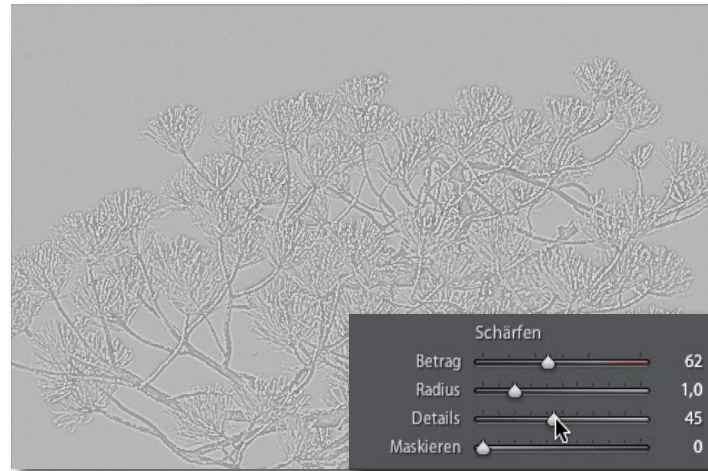 Schärfen
Betrag 62
Radius 1,0
Details 45
Maskieren 0